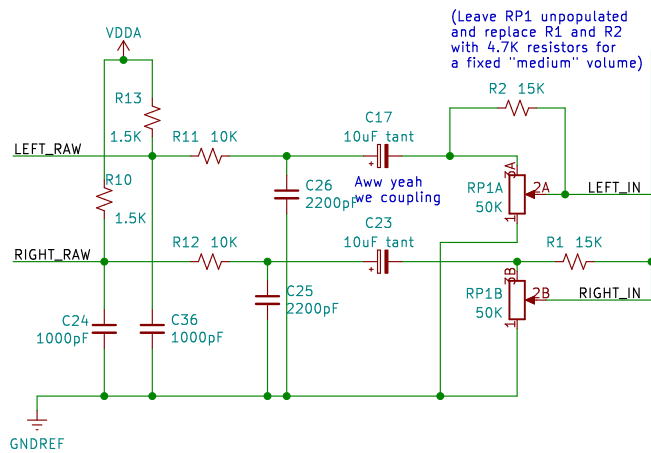 (Leave RP1 unpopulated
and replace R1 and R2
with 4.7K resistors for
a fixed "medium" volume)
VDDA
R2 15K
R13
C17
1.5K
R11 10K
10uF tant
LEFT_RAW
+
3A
R10
Aww yeah
we coupling
C26
2200pF
RP1A
2A
LEFT_IN
50K
1.5K
1
C23
R12 10K
10uF tant
R1 15K
RIGHT_RAW
+
3B
C25
2200pF
RP1B
2B
RIGHT_IN
50K
C24
1000pF
C36
1000pF
1
GNDREF